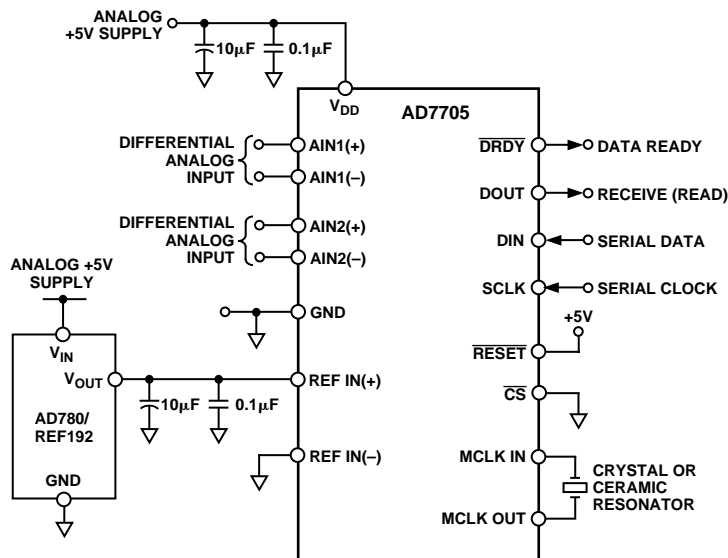 ANALOG
+5V SUPPLY
10µF
0.1µF
VDD
AD7705
DIFFERENTIAL
ANALOG
INPUT
AIN1(+)
AIN1(–)
DIFFERENTIAL
ANALOG
INPUT
AIN2(+)
AIN2(–)
GND
REF IN(+)
REF IN(–)
DRDY
DATA READY
DOUT
RECEIVE (READ)
DIN
SERIAL DATA
SCLK
SERIAL CLOCK
+5V
RESET
CS
MCLK IN
MCLK OUT
CRYSTAL OR
CERAMIC
RESONATOR
ANALOG +5V
SUPPLY
VIN
VOUT
AD780/
REF192
GND
10µF
0.1µF